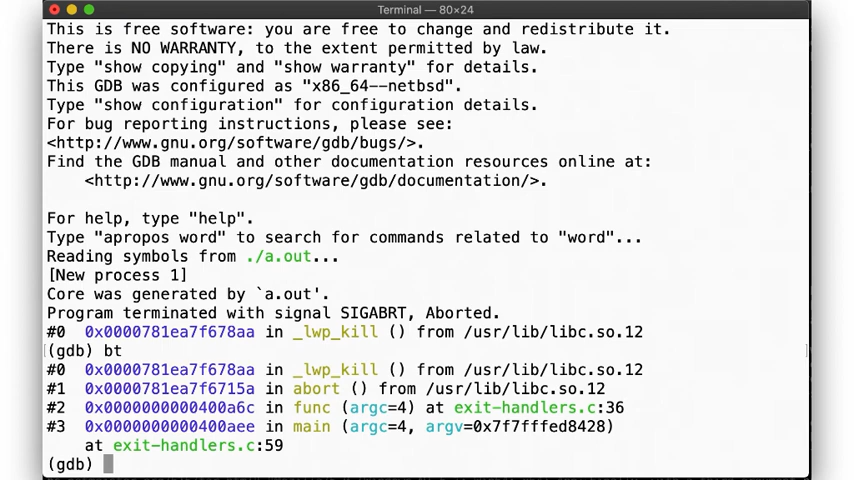 Terminal — 80×24
This is free software: you are free to change and redistribute it.
There is NO WARRANTY, to the extent permitted by law.
Type "show copying" and "show warranty" for details.
This GDB was configured as "x86_64--netbsd".
Type "show configuration" for configuration details.
For bug reporting instructions, please see:
<http://www.gnu.org/software/gdb/bugs/>.
Find the GDB manual and other documentation resources online at:
    <http://www.gnu.org/software/gdb/documentation/>.

For help, type "help".
Type "apropos word" to search for commands related to "word"...
Reading symbols from ./a.out...
[New process 1]
Core was generated by `a.out'.
Program terminated with signal SIGABRT, Aborted.
#0  0x0000781ea7f678aa in _lwp_kill () from /usr/lib/libc.so.12
(gdb) bt
#0  0x0000781ea7f678aa in _lwp_kill () from /usr/lib/libc.so.12
#1  0x0000781ea7f6715a in abort () from /usr/lib/libc.so.12
#2  0x0000000000400a6c in func (argc=4) at exit-handlers.c:36
#3  0x0000000000400aee in main (argc=4, argv=0x7f7fffed8428)
    at exit-handlers.c:59
(gdb)